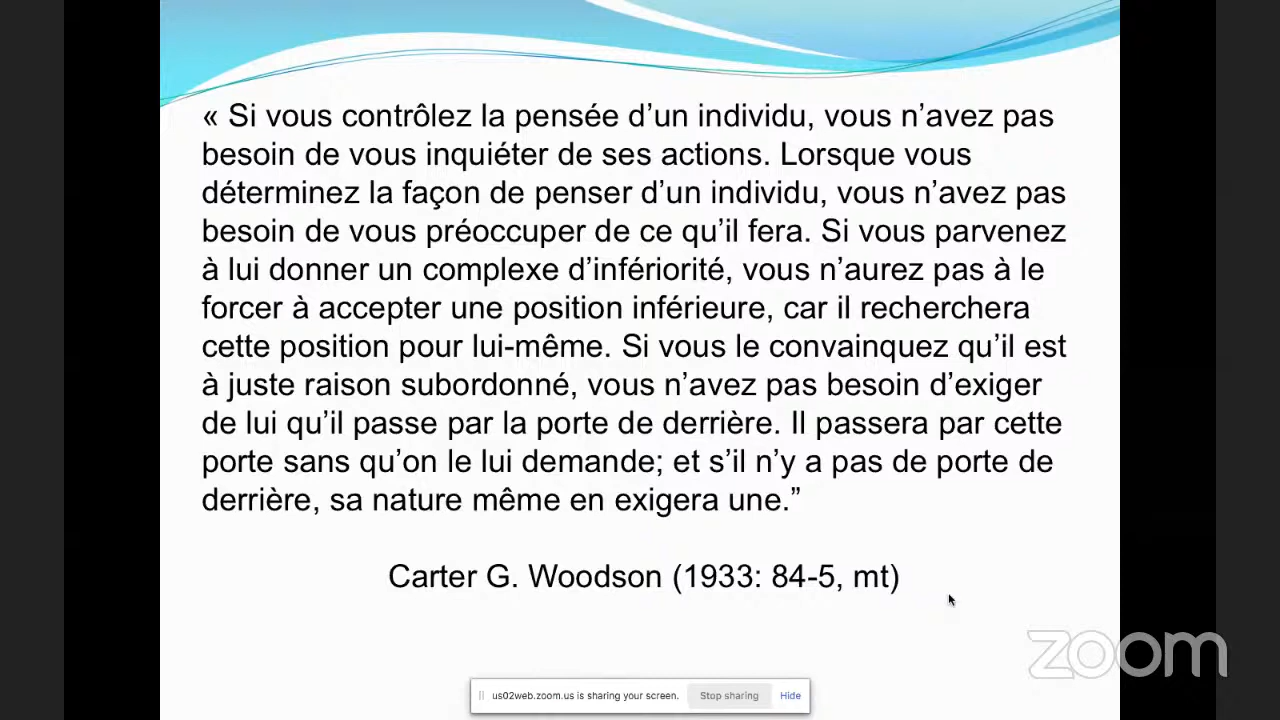 « Si vous contrôlez la pensée d’un individu, vous n’avez pas
besoin de vous inquiéter de ses actions. Lorsque vous
déterminez la façon de penser d’un individu, vous n’avez pas
besoin de vous préoccuper de ce qu’il fera. Si vous parvenez
à lui donner un complexe d’infériorité, vous n’aurez pas à le
forcer à accepter une position inférieure, car il recherchera
cette position pour lui-même. Si vous le convainquez qu’il est
à juste raison subordonné, vous n’avez pas besoin d’exiger
de lui qu’il passe par la porte de derrière. Il passera par cette
porte sans qu’on le lui demande; et s’il n’y a pas de porte de
derrière, sa nature même en exigera une.”
Carter G. Woodson (1933: 84-5, mt)
zoom
us02web.zoom.us is sharing your screen. Stop sharing Hide